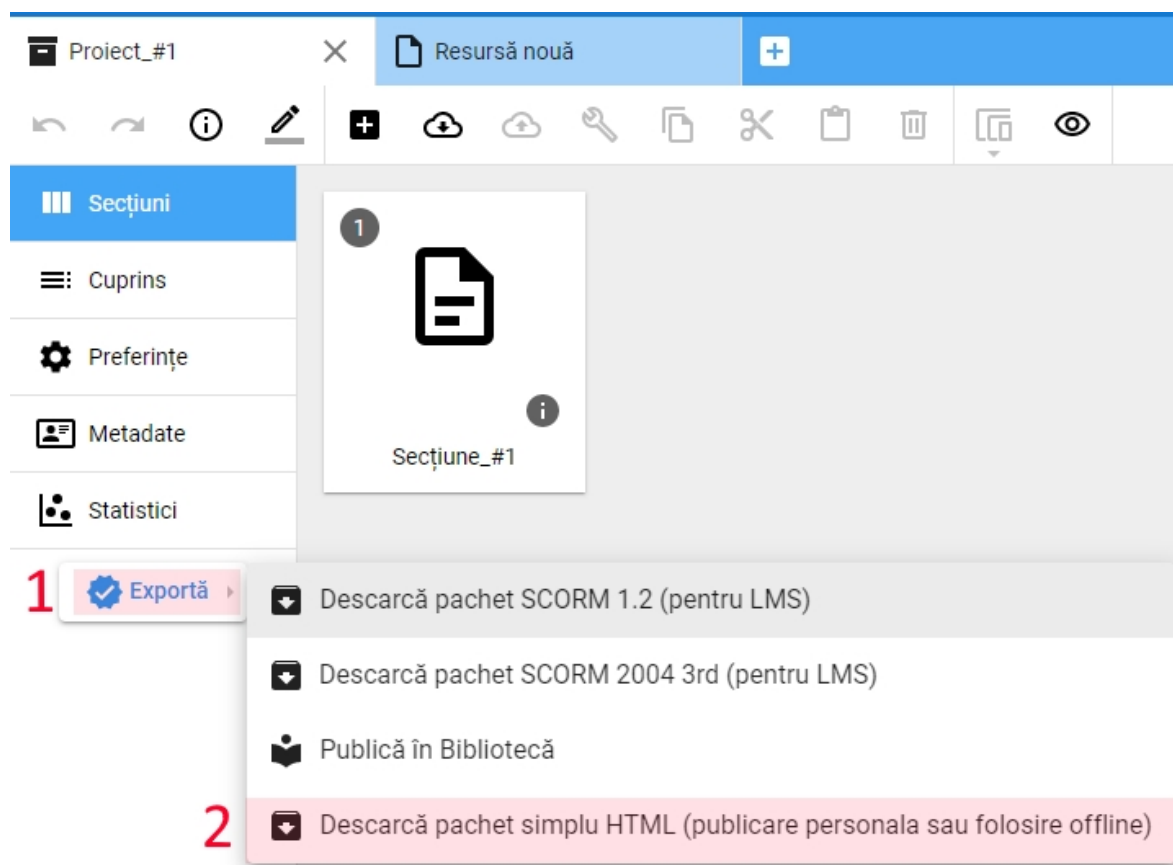 Proiect_#1
Resursă nouă
Secțiuni
1
Cuprins
Preferințe
Metadate
Secțiune_#1
Statistici
1
Exportă
Descarcă pachet SCORM 1.2 (pentru LMS)
Descarcă pachet SCORM 2004 3rd (pentru LMS)
Publică în Bibliotecă
2
Descarcă pachet simplu HTML (publicare personala sau folosire offline)